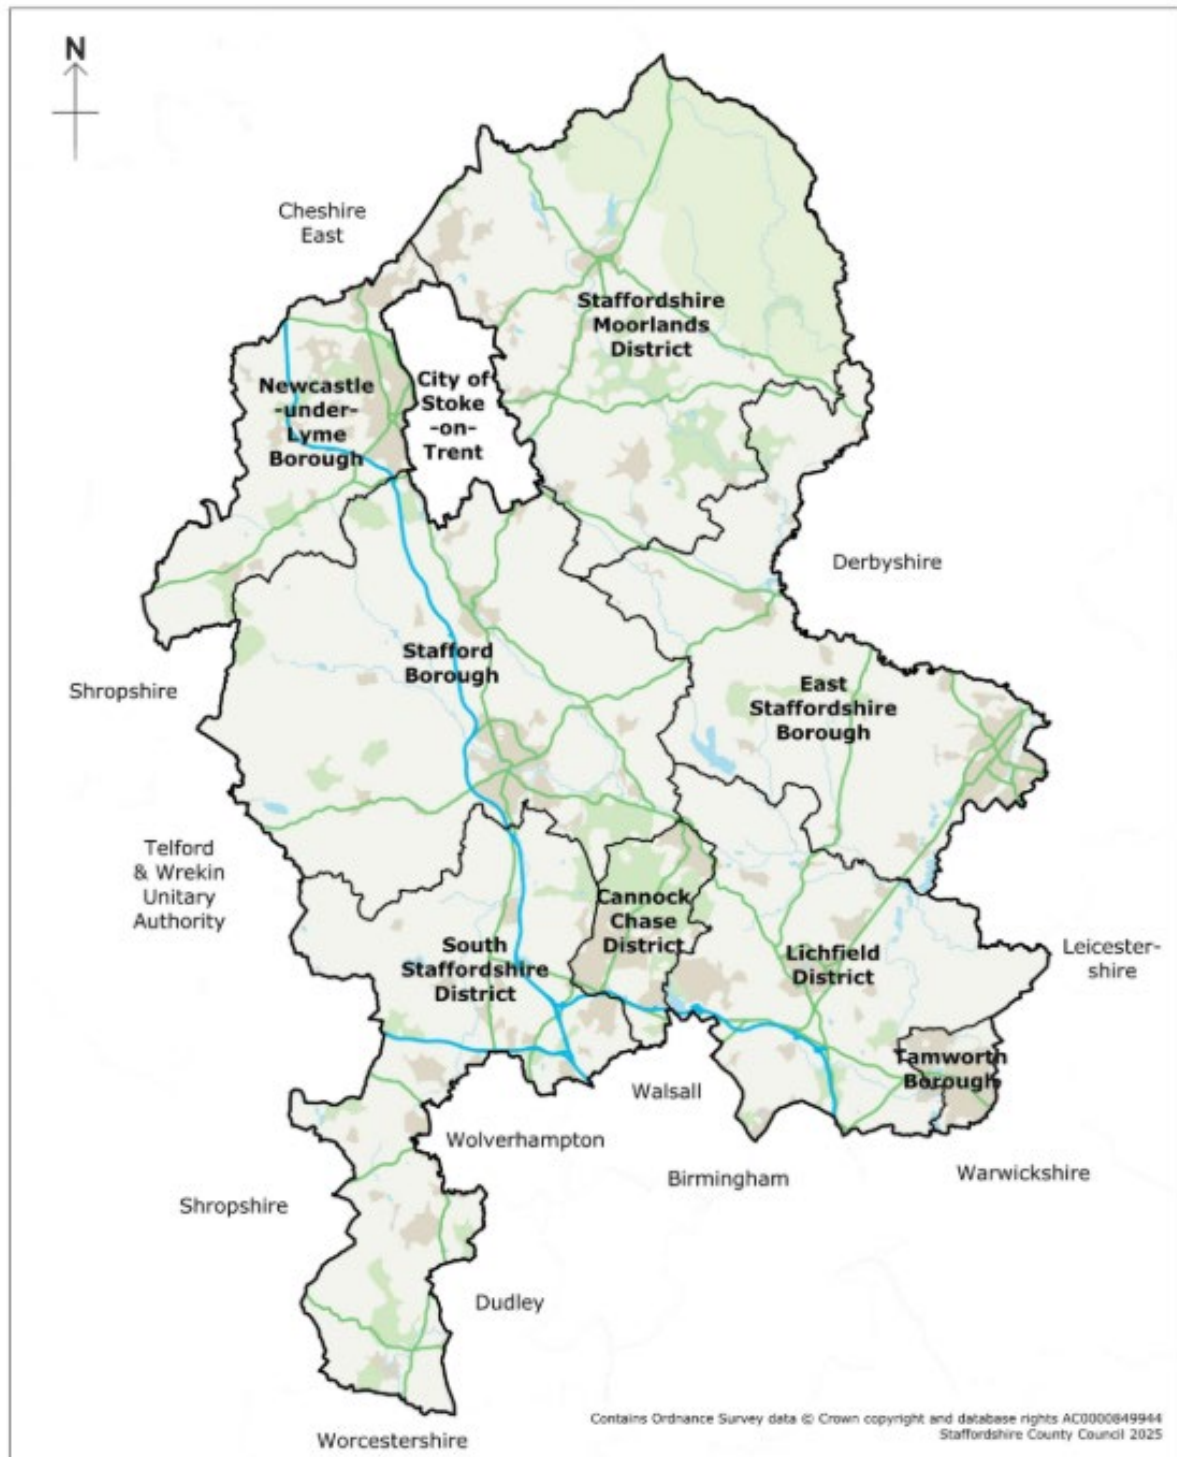 N
Cheshire
East
Staffordshire
Moorlands
District
Newcastle
-under-
Lyme
Borough
City of
Stoke
-on-
Trent
Derbyshire
Stafford
Borough
Shropshire
East
Staffordshire
Borough
Telford
& Wrekin
Unitary
Authority
Cannock
Chase
District
South
Staffordshire
District
Lichfield
District
Leicester-
shire
Tamworth
Borough
Walsall
Wolverhampton
Birmingham
Warwickshire
Shropshire
Dudley
Contains Ordnance Survey data © Crown copyright and database rights AC0000849944
Staffordshire County Council 2025
Worcestershire